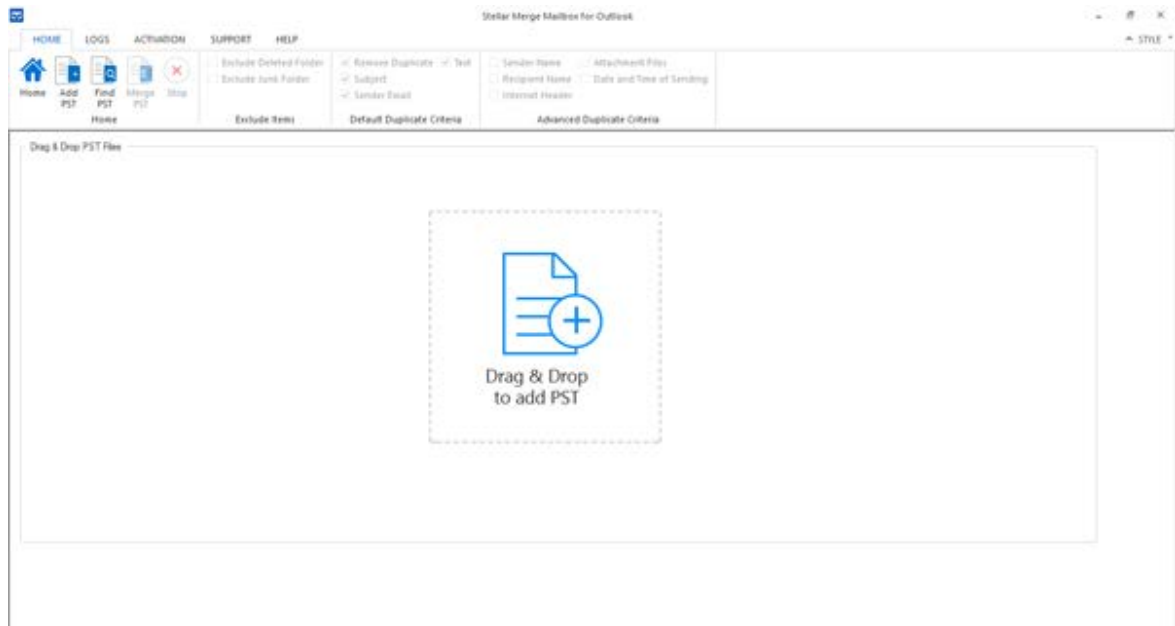 Stellar Merge Mailbox for Outlook
HOME LOGS ACTIVATION SUPPORT HELP
STYLE
Exclude Deleted Folder
Remove Duplicate Text
Sender Name Attachment Files
Exclude Junk Folder
Subject
Recipient Name Date and Time of Sending
Home Add PST Find PST Merge PST Stop
Sender Email
Internet Header
Home Exclude Items Default Duplicate Criteria Advanced Duplicate Criteria
Drag & Drop PST Files
Drag & Drop
to add PST